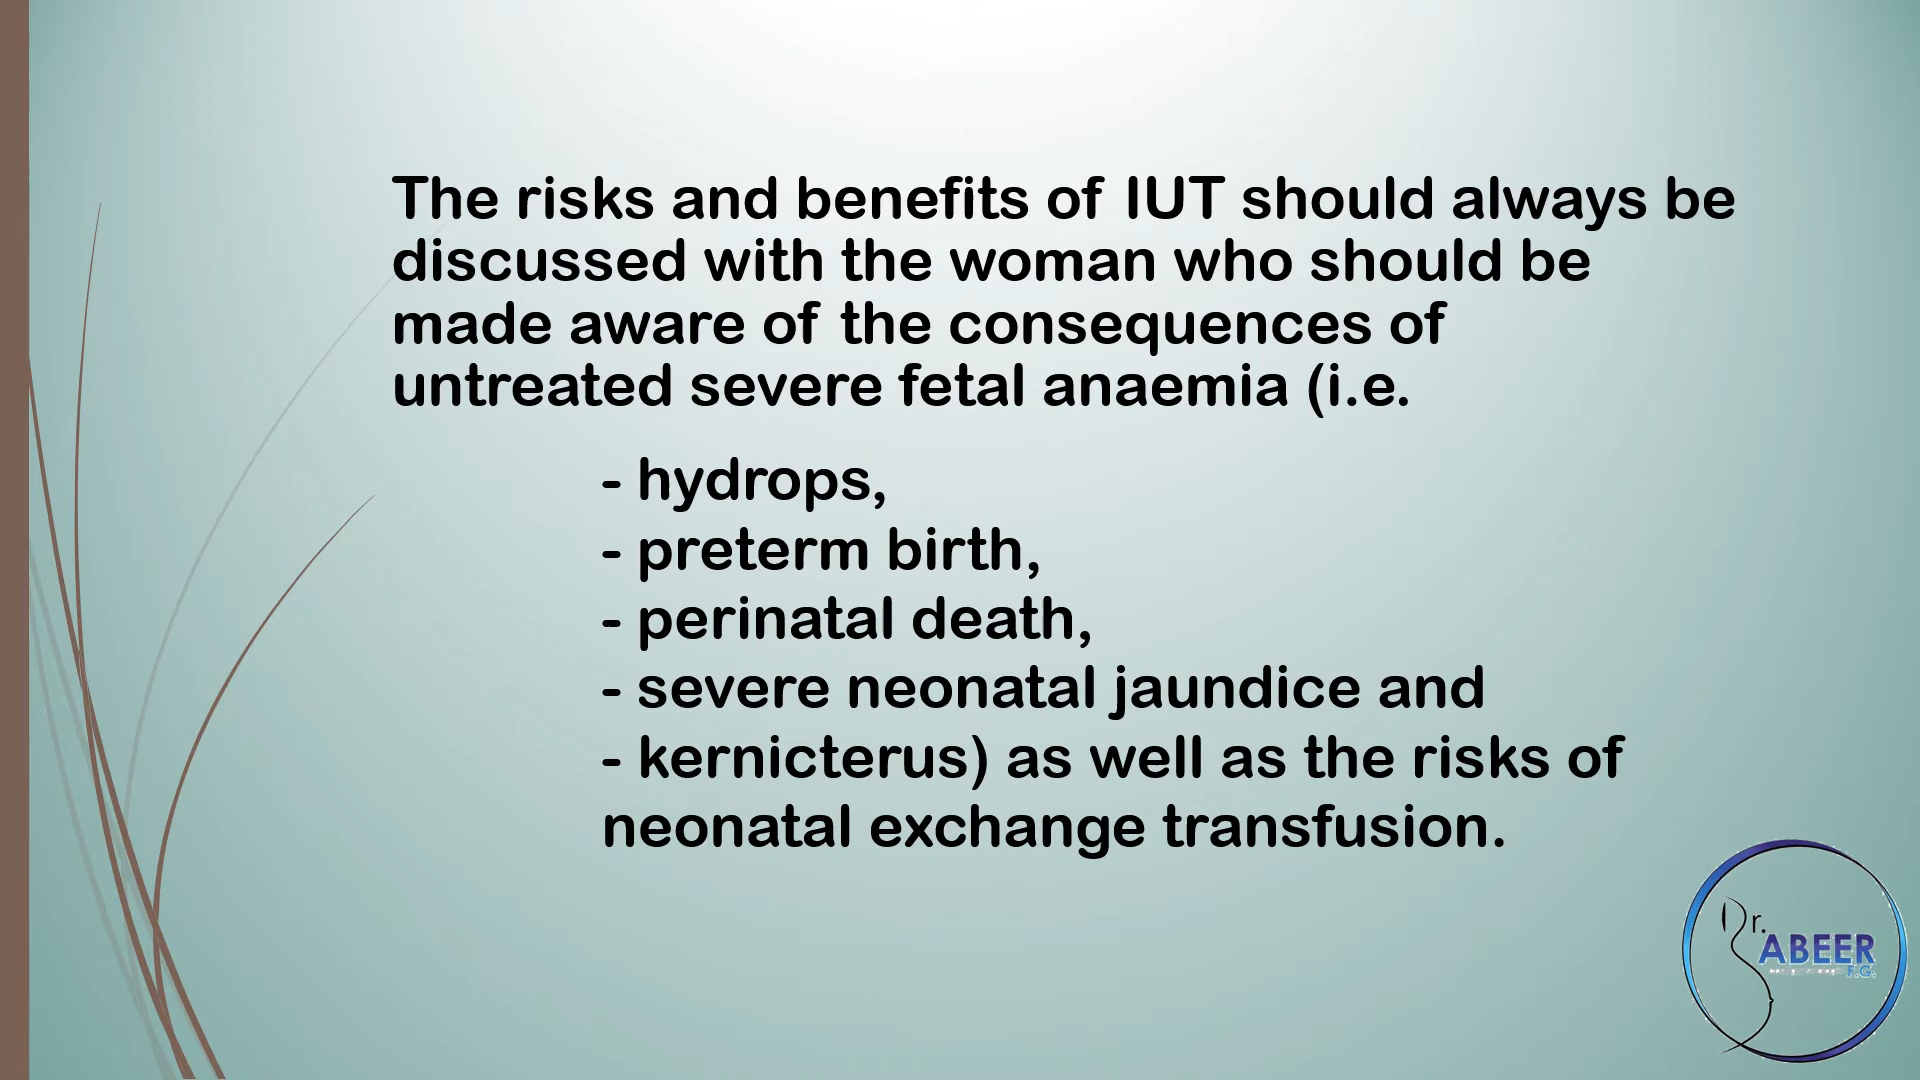 The risks and benefits of IUT should always be
discussed with the woman who should be
made aware of the consequences of
untreated severe fetal anaemia (i.e.
- hydrops,
- preterm birth,
- perinatal death,
- severe neonatal jaundice and
- kernicterus) as well as the risks of
neonatal exchange transfusion.
Dr.
ABEER
F.G.